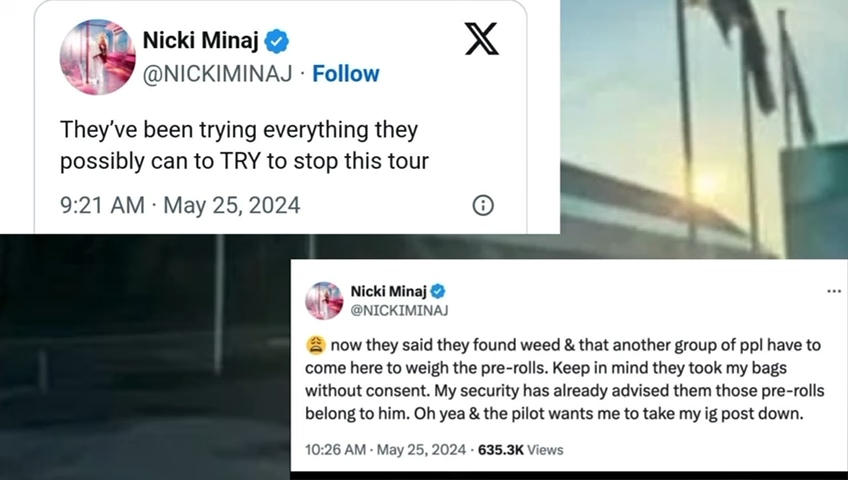 Nicki Minaj
@NICKIMINAJ · Follow
They’ve been trying everything they
possibly can to TRY to stop this tour
9:21 AM · May 25, 2024
Nicki Minaj
@NICKIMINAJ
😩 now they said they found weed & that another group of ppl have to
come here to weigh the pre-rolls. Keep in mind they took my bags
without consent. My security has already advised them those pre-rolls
belong to him. Oh yea & the pilot wants me to take my ig post down.
10:26 AM · May 25, 2024 · 635.3K Views